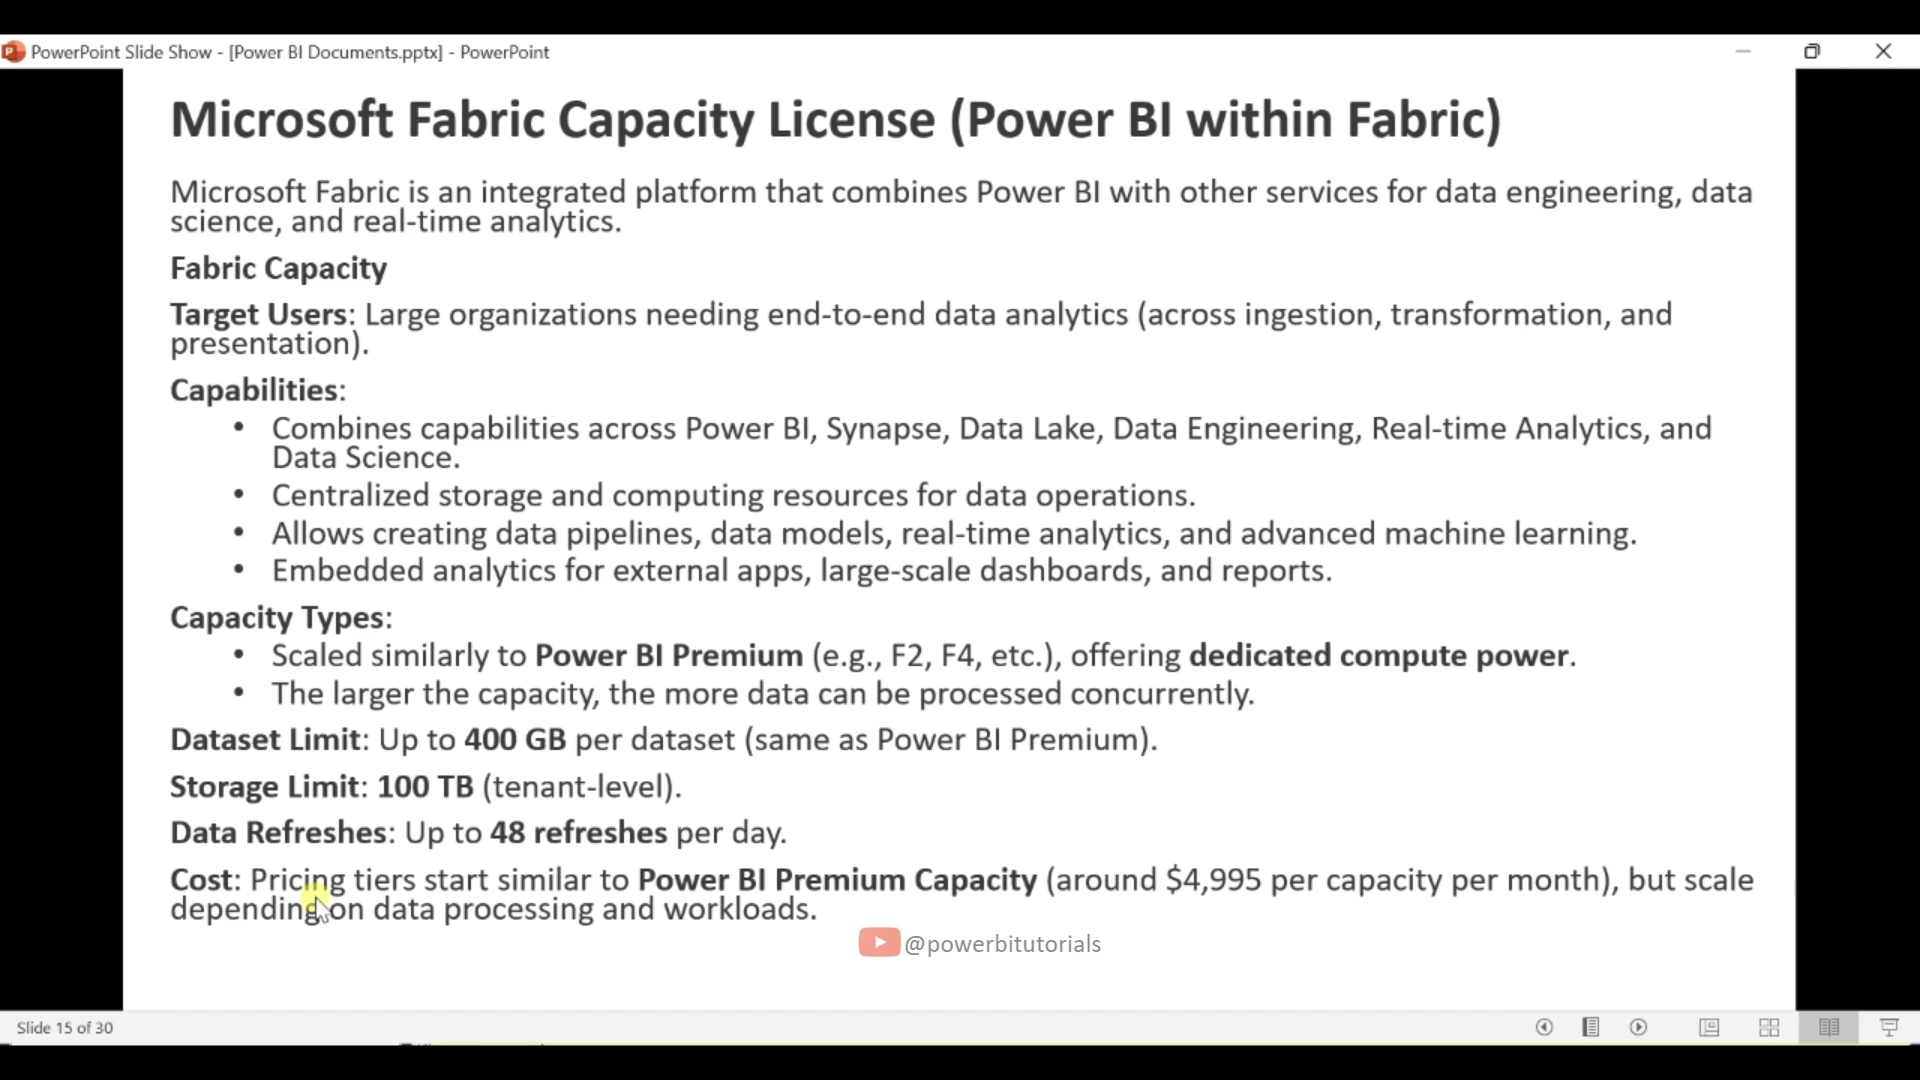 PowerPoint Slide Show - [Power BI Documents.pptx] - PowerPoint
Microsoft Fabric Capacity License (Power BI within Fabric)
Microsoft Fabric is an integrated platform that combines Power BI with other services for data engineering, data
science, and real-time analytics.
Fabric Capacity
Target Users: Large organizations needing end-to-end data analytics (across ingestion, transformation, and
presentation).
Capabilities:
• Combines capabilities across Power BI, Synapse, Data Lake, Data Engineering, Real-time Analytics, and
Data Science.
• Centralized storage and computing resources for data operations.
• Allows creating data pipelines, data models, real-time analytics, and advanced machine learning.
• Embedded analytics for external apps, large-scale dashboards, and reports.
Capacity Types:
• Scaled similarly to Power BI Premium (e.g., F2, F4, etc.), offering dedicated compute power.
• The larger the capacity, the more data can be processed concurrently.
Dataset Limit: Up to 400 GB per dataset (same as Power BI Premium).
Storage Limit: 100 TB (tenant-level).
Data Refreshes: Up to 48 refreshes per day.
Cost: Pricing tiers start similar to Power BI Premium Capacity (around $4,995 per capacity per month), but scale
depending on data processing and workloads.
@powerbitutorials
Slide 15 of 30